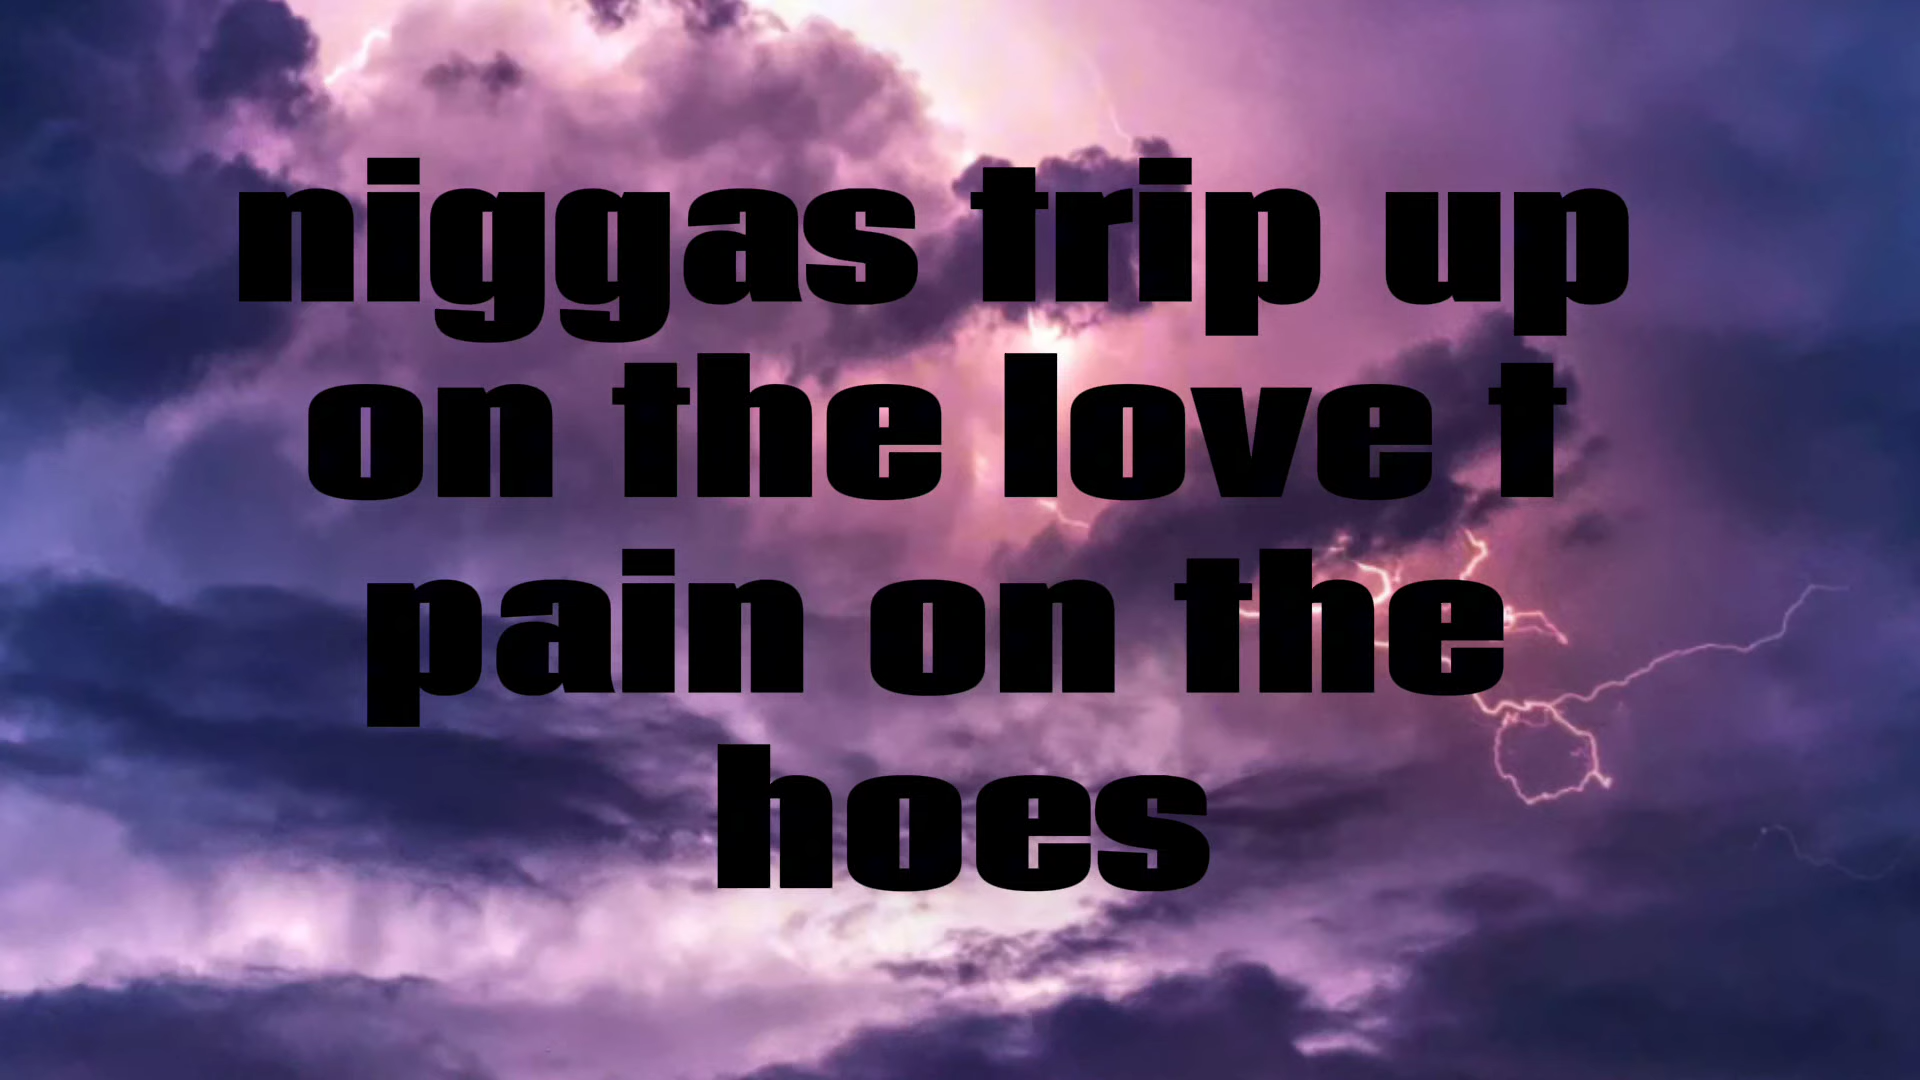 niggas trip up
on the love t
pain on the
hoes